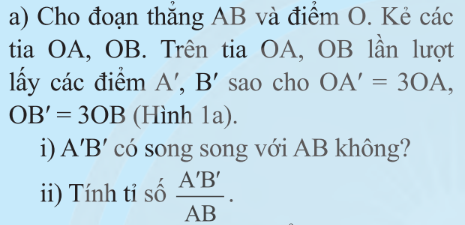 a) Cho đoạn thẳng AB và điểm O. Kẻ các
tia OA, OB. Trên tia OA, OB lần lượt
lấy các điểm A′, B′ sao cho OA′ = 3OA,
OB′ = 3OB (Hình 1a).
i) A′B′ có song song với AB không?
ii) Tính tỉ số A′B′/AB.